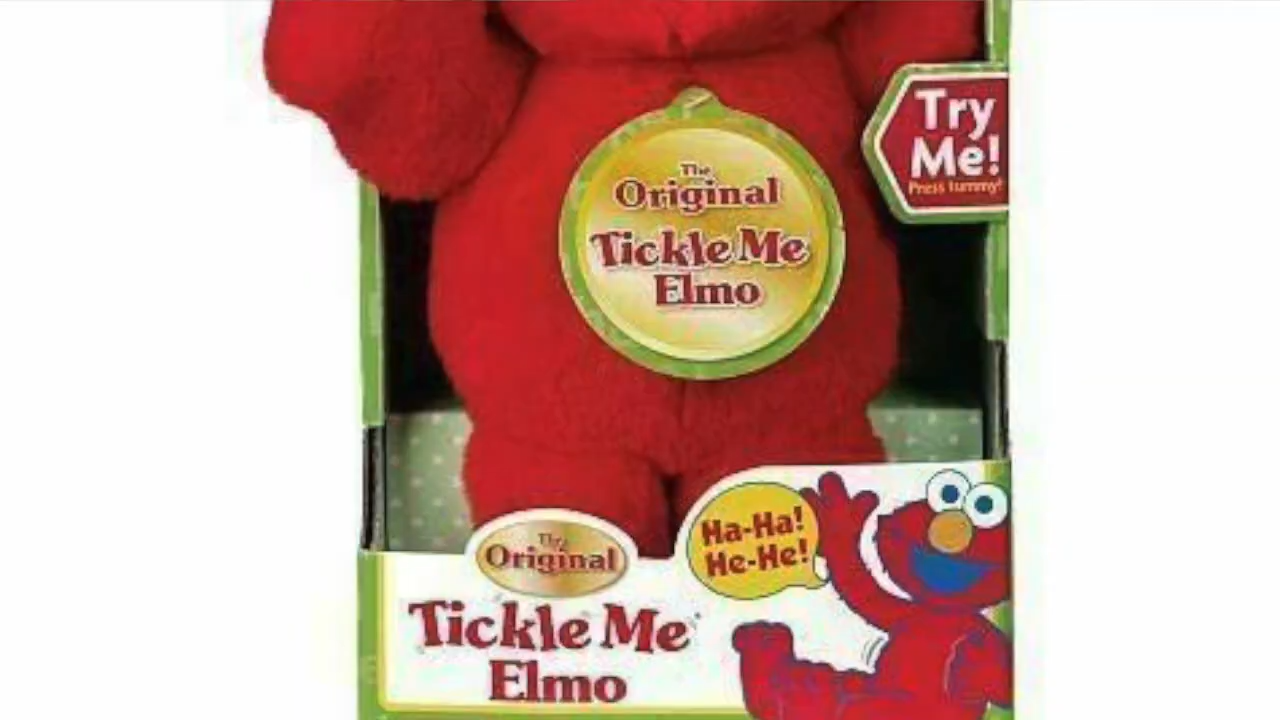 Try
Me!
Press tummy!
The
Original
Tickle Me
Elmo
Ha-Ha!
He-He!
The
Original
Tickle Me
Elmo